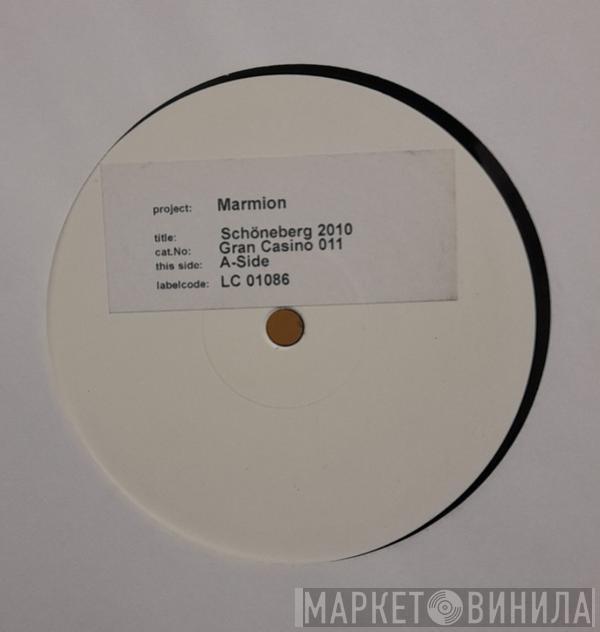 project: Marmion
title: Schöneberg 2010
cat.No: Gran Casino 011
this side: A-Side
labelcode: LC 01086
МАРКЕТ ВИНИЛА